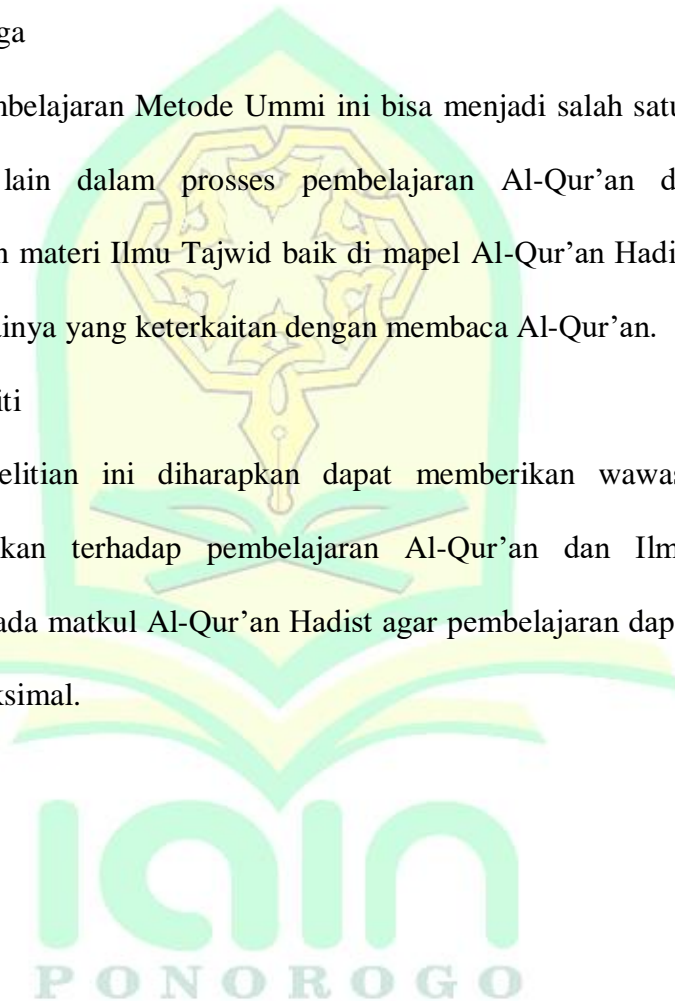 ga
mbelajaran Metode Ummi ini bisa menjadi salah satu
lain dalam prosses pembelajaran Al-Qur’an d
n materi Ilmu Tajwid baik di mapel Al-Qur’an Hadi
inya yang keterkaitan dengan membaca Al-Qur’an.
iti
elitian ini diharapkan dapat memberikan wawas
kan terhadap pembelajaran Al-Qur’an dan Ilm
ada matkul Al-Qur’an Hadist agar pembelajaran dap
ksimal.
iain
PONOROGO